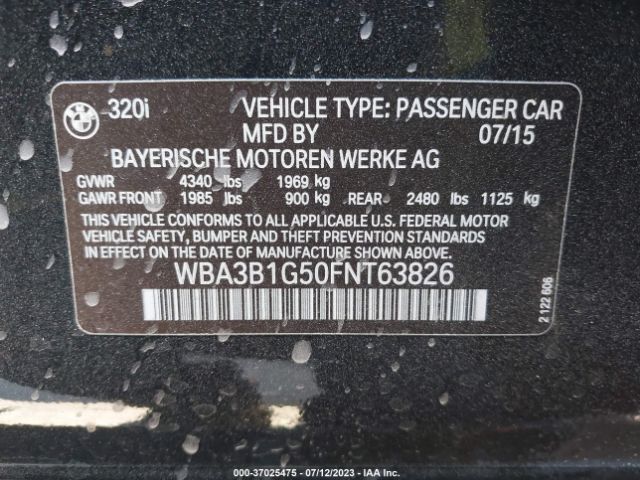 320i VEHICLE TYPE: PASSENGER CAR
MFD BY 07/15
BAYERISCHE MOTOREN WERKE AG
GVWR 4340 lbs 1969 kg
GAWR FRONT 1985 lbs 900 kg REAR 2480 lbs 1125 kg
THIS VEHICLE CONFORMS TO ALL APPLICABLE U.S. FEDERAL MOTOR
VEHICLE SAFETY, BUMPER AND THEFT PREVENTION STANDARDS IN
EFFECT ON THE DATE OF MANUFACTURE SHOWN ABOVE.
WBA3B1G50FNT63826
2 122 606
000-37025475 - 07/12/2023 - IAA Inc.